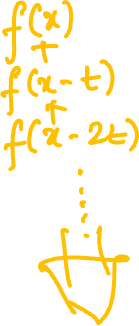 f(x)
+
f(x-t)
+
f(x-2t)